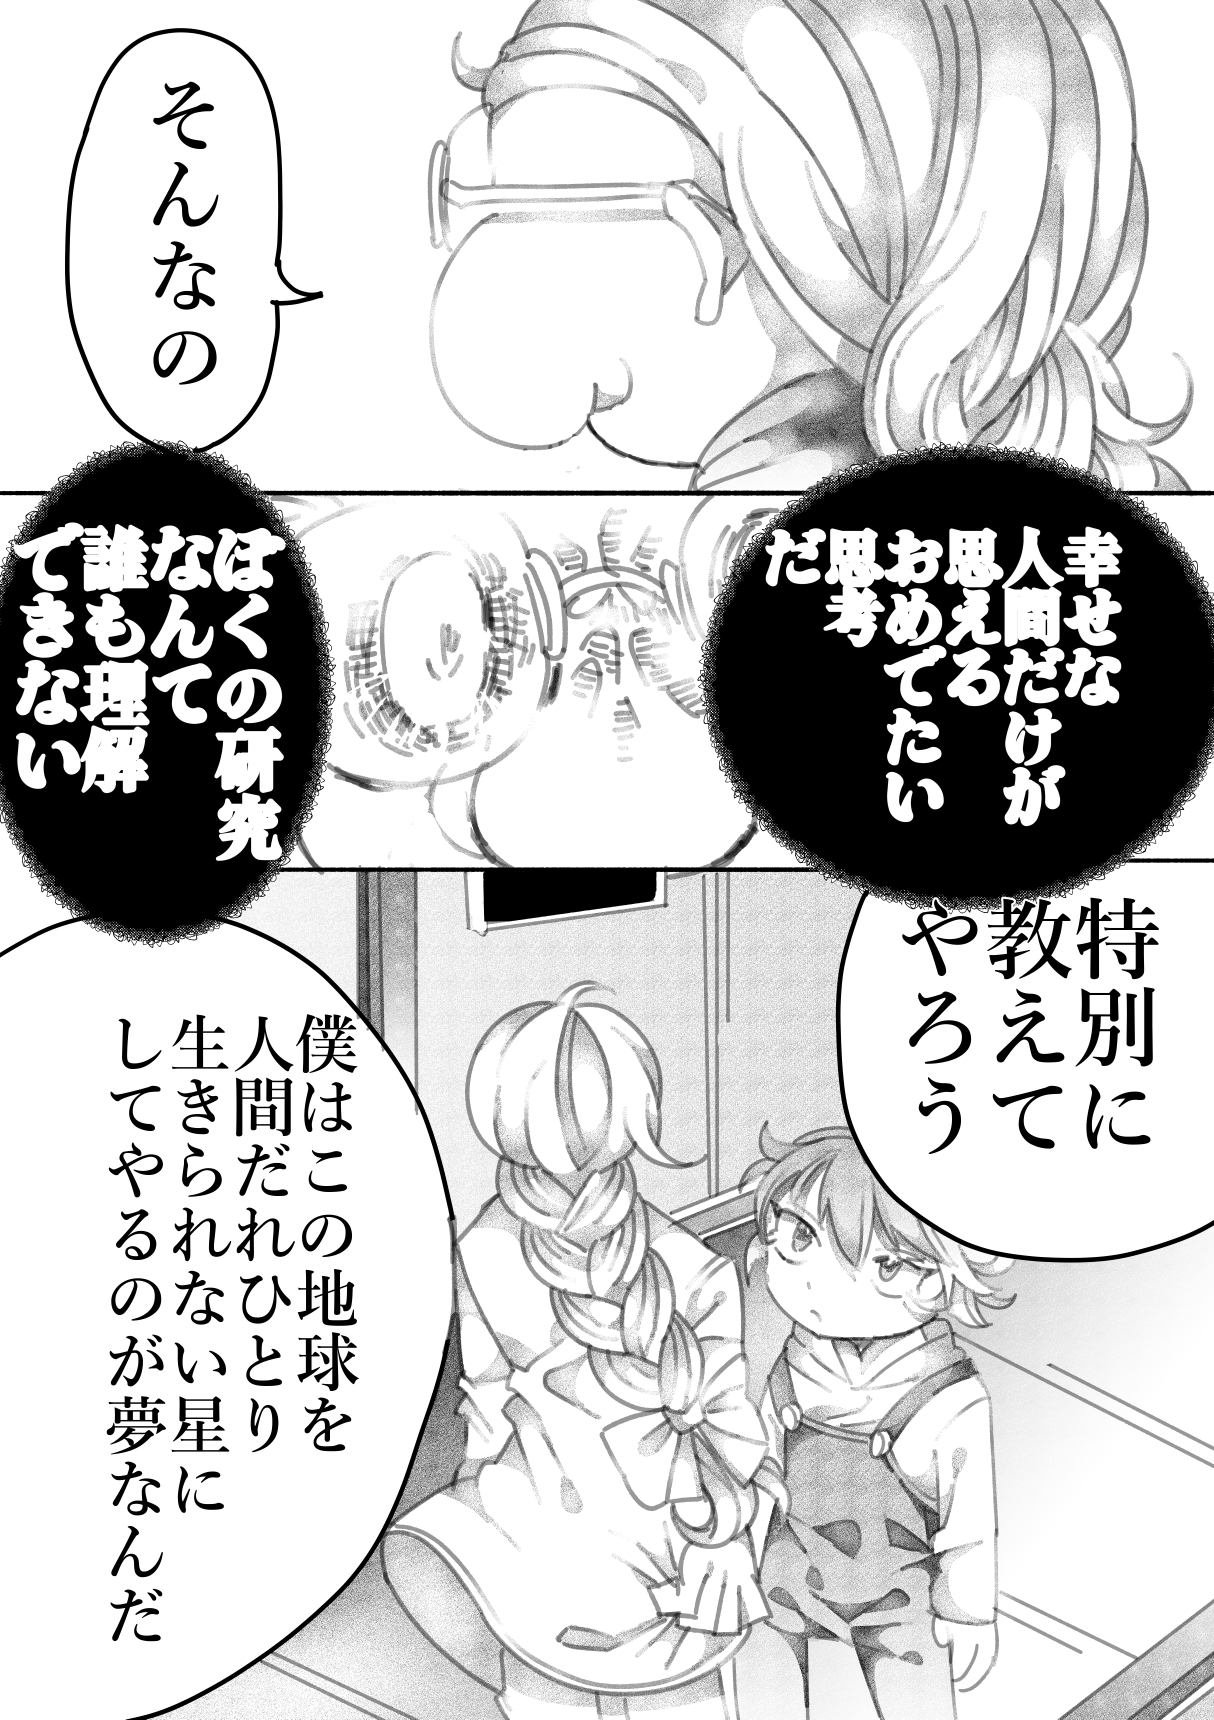 そんなの
幸せな
人間だけが
思える
おめでたい
思考
だ
ぼくの研究
なんて
誰も理解
できない
特別に
教えて
やろう
僕はこの地球を
人間だれひとり
生きられない星に
してやるのが夢なんだ